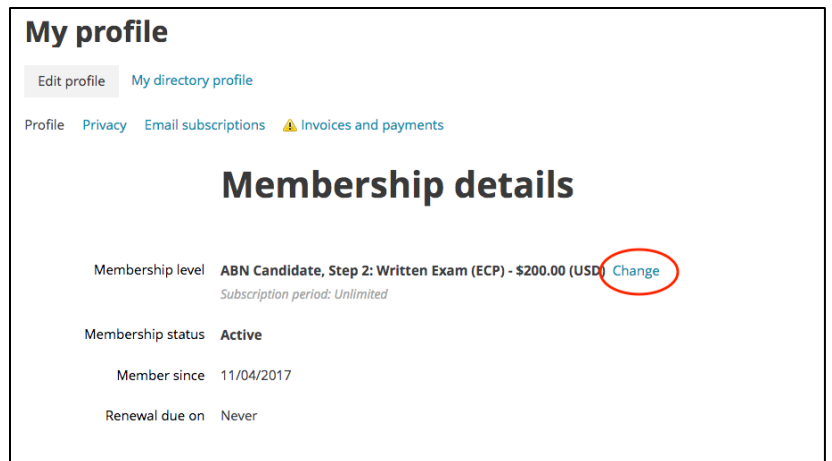 My profile
Edit profile My directory profile
Profile Privacy Email subscriptions Invoices and payments
Membership details
Membership level ABN Candidate, Step 2: Written Exam (ECP) - $200.00 (USD) Change
Subscription period: Unlimited
Membership status Active
Member since 11/04/2017
Renewal due on Never